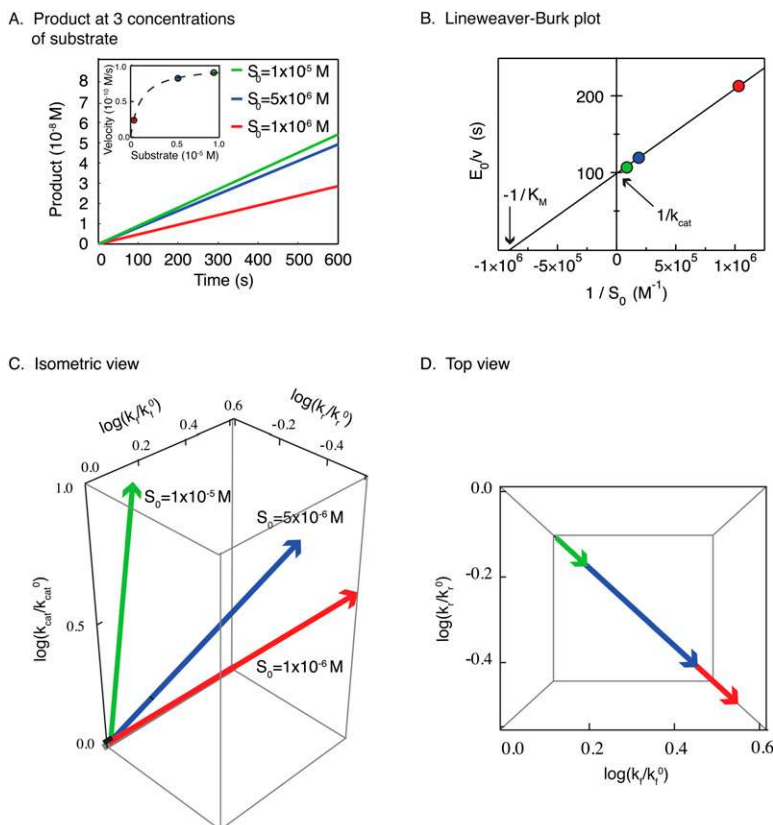 A. Product at 3 concentrations
of substrate
8
7
6
5
4
3
2
1
0
Product (10⁻⁸ M)
1.0
0.5
0
Velocity (10⁻¹⁰ M/s)
0 0.5 1.0
Substrate (10⁻⁵ M)
S₀=1x10⁵ M
S₀=5x10⁶ M
S₀=1x10⁶ M
0 100 200 300 400 500 600
Time (s)
B. Lineweaver-Burk plot
200
100
E₀/v (s)
-1/K_M
1/k_cat
-1x10⁶ -5x10⁵ 0 5x10⁵ 1x10⁶
1 / S₀ (M⁻¹)
C. Isometric view
log(k_f/k_f⁰)
log(k_r/k_r⁰)
0.0 0.2 0.4 0.6 -0.2 -0.4
1.0
0.5
0.0
log(k_cat/k_cat⁰)
S₀=1x10⁻⁵ M
S₀=5x10⁻⁶ M
S₀=1x10⁻⁶ M
D. Top view
0.0
-0.2
-0.4
log(k_r/k_r⁰)
0.0 0.2 0.4 0.6
log(k_f/k_f⁰)